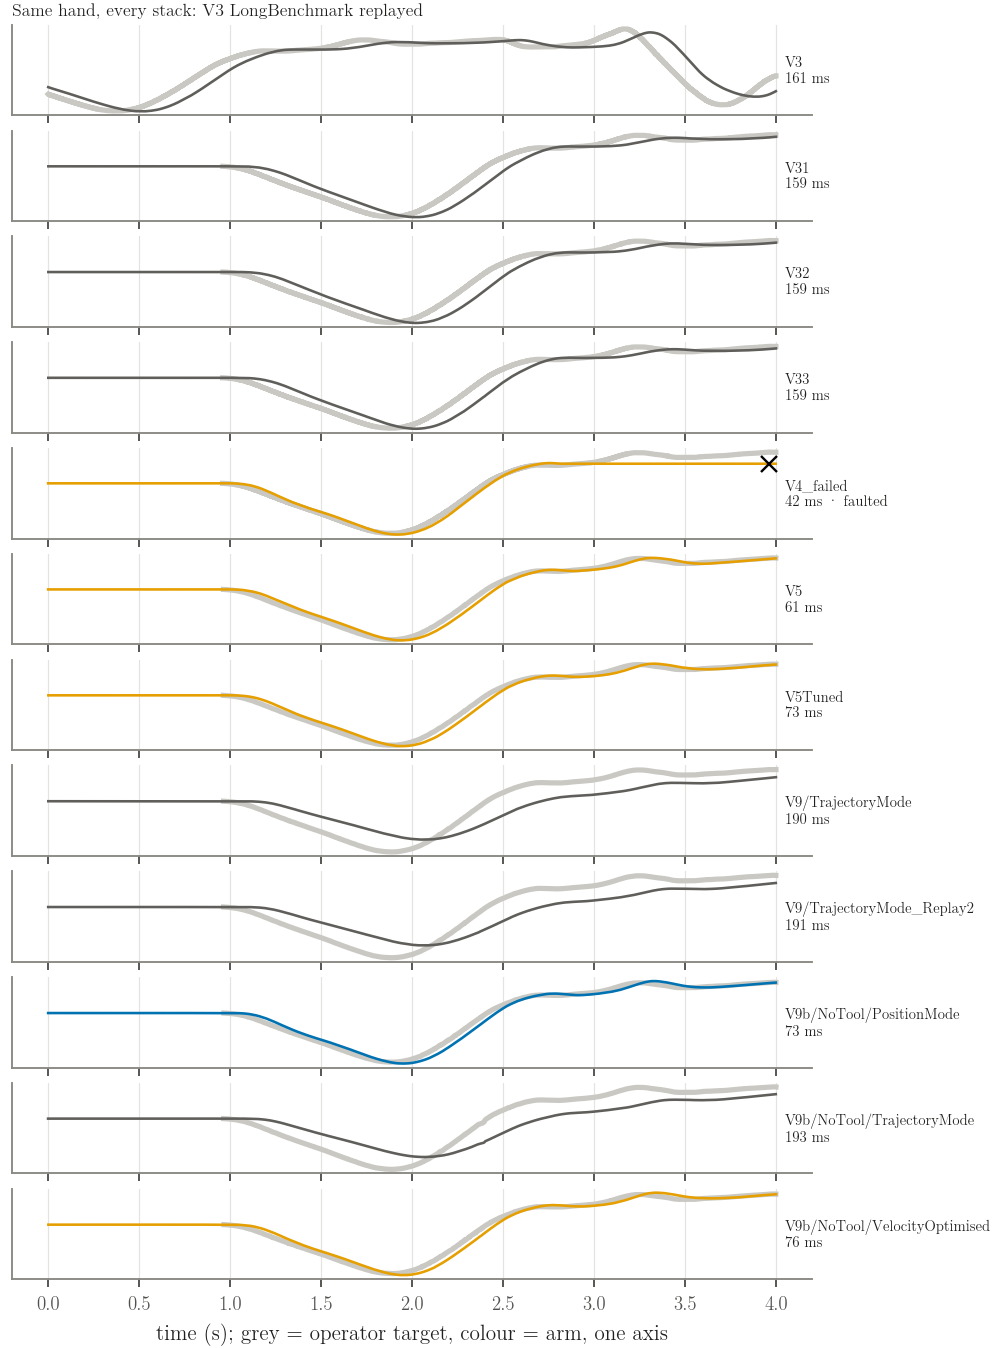 Same hand, every stack: V3 LongBenchmark replayed
V3
161 ms
V31
159 ms
V32
159 ms
V33
159 ms
V4_failed
42 ms · faulted
V5
61 ms
V5Tuned
73 ms
V9/TrajectoryMode
190 ms
V9/TrajectoryMode_Replay2
191 ms
V9b/NoTool/PositionMode
73 ms
V9b/NoTool/TrajectoryMode
193 ms
V9b/NoTool/VelocityOptimised
76 ms
0.0 0.5 1.0 1.5 2.0 2.5 3.0 3.5 4.0
time (s); grey = operator target, colour = arm, one axis